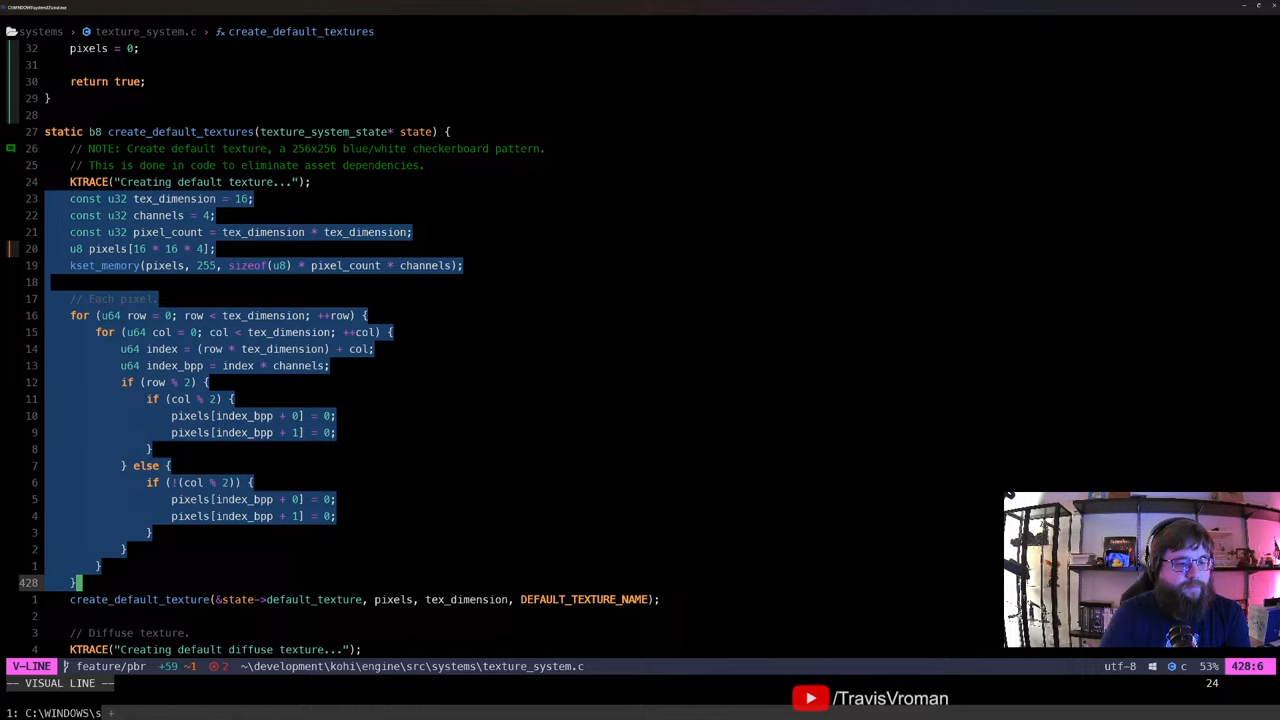 C:\WINDOWS\system32\cmd.exe
systems › texture_system.c › create_default_textures
32 pixels = 0;
31
30 return true;
29 }
28
27 static b8 create_default_textures(texture_system_state* state) {
26 // NOTE: Create default texture, a 256x256 blue/white checkerboard pattern.
25 // This is done in code to eliminate asset dependencies.
24 KTRACE("Creating default texture...");
23 const u32 tex_dimension = 16;
22 const u32 channels = 4;
21 const u32 pixel_count = tex_dimension * tex_dimension;
20 u8 pixels[16 * 16 * 4];
19 kset_memory(pixels, 255, sizeof(u8) * pixel_count * channels);
18
17 // Each pixel.
16 for (u64 row = 0; row < tex_dimension; ++row) {
15 for (u64 col = 0; col < tex_dimension; ++col) {
14 u64 index = (row * tex_dimension) + col;
13 u64 index_bpp = index * channels;
12 if (row % 2) {
11 if (col % 2) {
10 pixels[index_bpp + 0] = 0;
9 pixels[index_bpp + 1] = 0;
8 }
7 } else {
6 if (!(col % 2)) {
5 pixels[index_bpp + 0] = 0;
4 pixels[index_bpp + 1] = 0;
3 }
2 }
1 }
428 }
1 create_default_texture(&state->default_texture, pixels, tex_dimension, DEFAULT_TEXTURE_NAME);
2
3 // Diffuse texture.
4 KTRACE("Creating default diffuse texture...");
V-LINE feature/pbr +59 ~1 2 ~\development\kohi\engine\src\systems\texture_system.c utf-8 c 53% 428:6
-- VISUAL LINE -- 24
/TravisVroman
1: C:\WINDOWS\s +